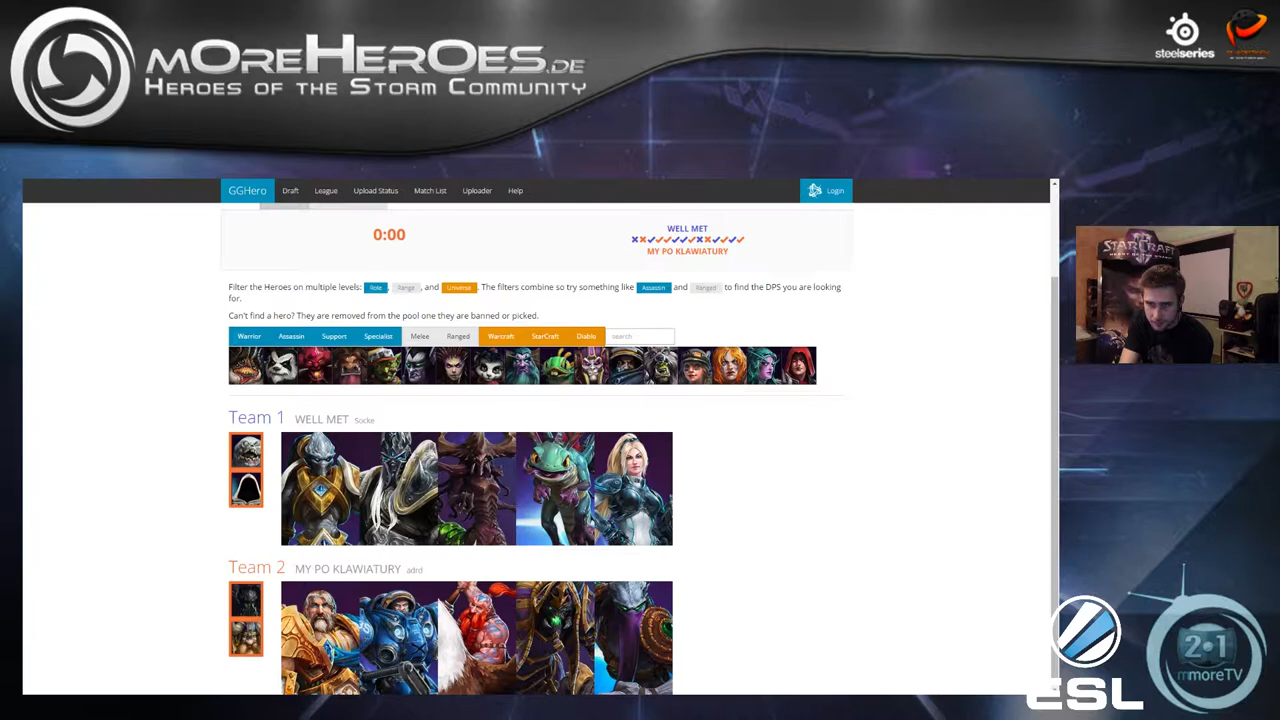 mOreHerOes.de
Heroes of the Storm Community
steelseries
GGHero Draft League Upload Status Match List Uploader Help Login
0:00
WELL MET
MY PO KLAWIATURY
Filter the Heroes on multiple levels: Role, Range, and Universe. The filters combine so try something like Assassin and Ranged to find the DPS you are looking
for.
Can't find a hero? They are removed from the pool one they are banned or picked.
Warrior Assassin Support Specialist Melee Ranged Warcraft StarCraft Diablo search
Team 1 WELL MET Socke
Team 2 MY PO KLAWIATURY adnd
STARCRAFT
ESL
2•1
mmoreTV